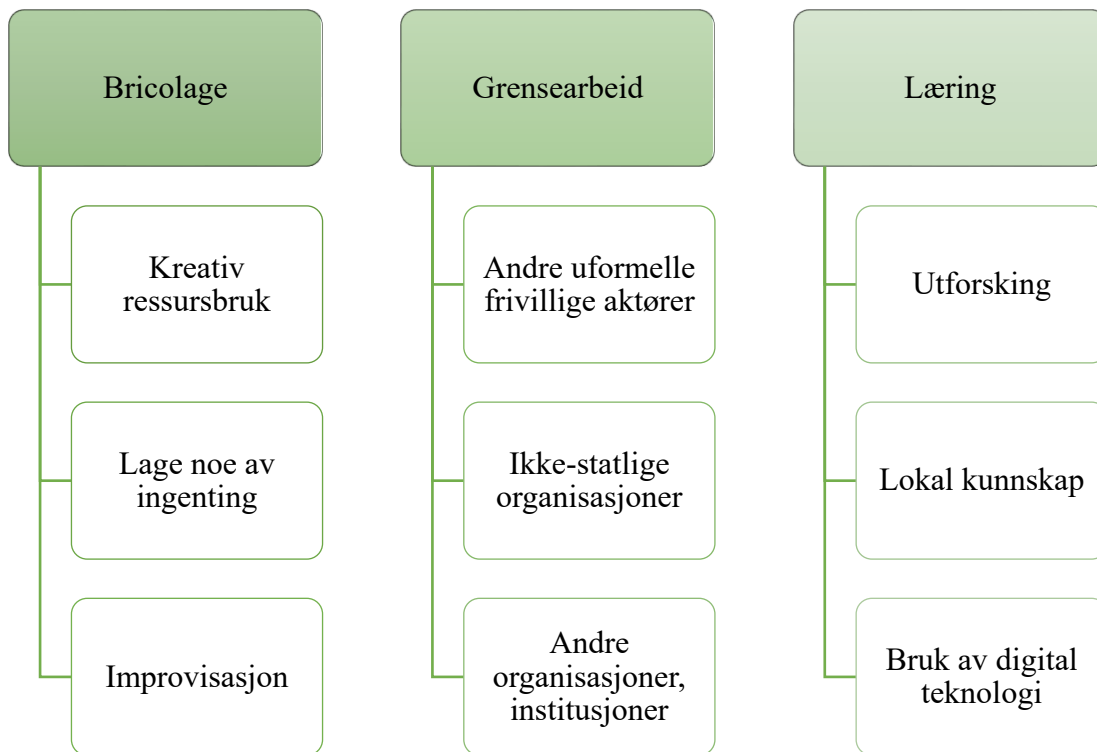 Bricolage
Kreativ
ressursbruk
Lage noe av
ingenting
Improvisasjon
Grensearbeid
Andre uformelle
frivillige aktører
Ikke-statlige
organisasjoner
Andre
organisasjoner,
institusjoner
Læring
Utforsking
Lokal kunnskap
Bruk av digital
teknologi